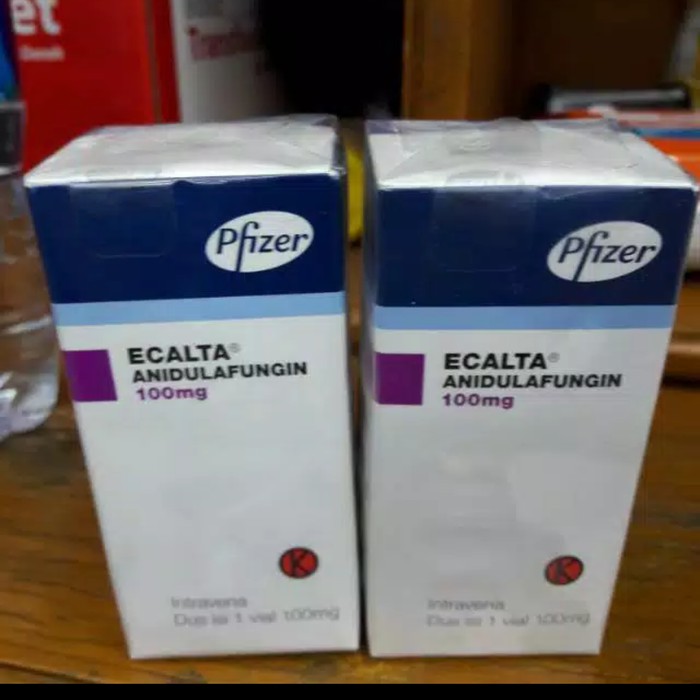 et
Pfizer
ECALTA®
ANIDULAFUNGIN
100mg
K
Intravena
Dus isi 1 vial 100mg
Pfizer
ECALTA®
ANIDULAFUNGIN
100mg
K
Intravena
Dus isi 1 vial 100mg